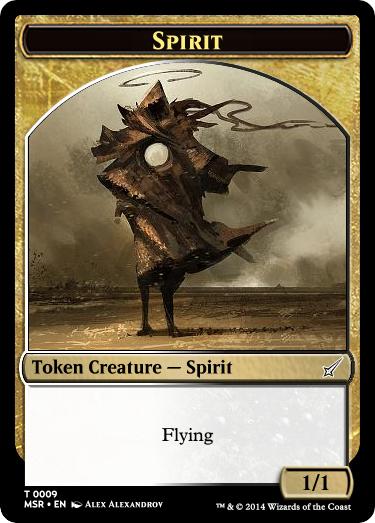 Spirit
Token Creature — Spirit
Flying
1/1
T 0009
MSR • EN Alex Alexandrov
™ & © 2014 Wizards of the Coast